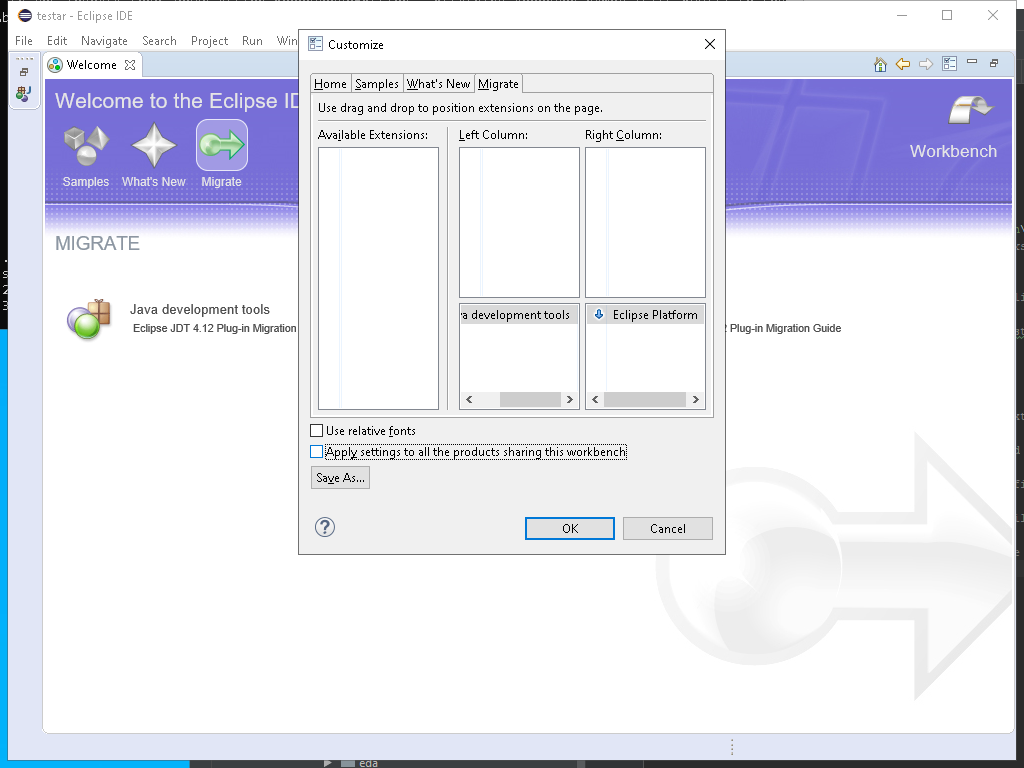 testar - Eclipse IDE
File Edit Navigate Search Project Run Win
Customize
Welcome
Home Samples What's New Migrate
Welcome to the Eclipse ID
Use drag and drop to position extensions on the page.
Available Extensions: Left Column: Right Column:
Workbench
Samples What's New Migrate
MIGRATE
Java development tools
Eclipse JDT 4.12 Plug-in Migration
a development tools
Eclipse Platform
2 Plug-in Migration Guide
Use relative fonts
Apply settings to all the products sharing this workbench
Save As...
?
OK Cancel
eda